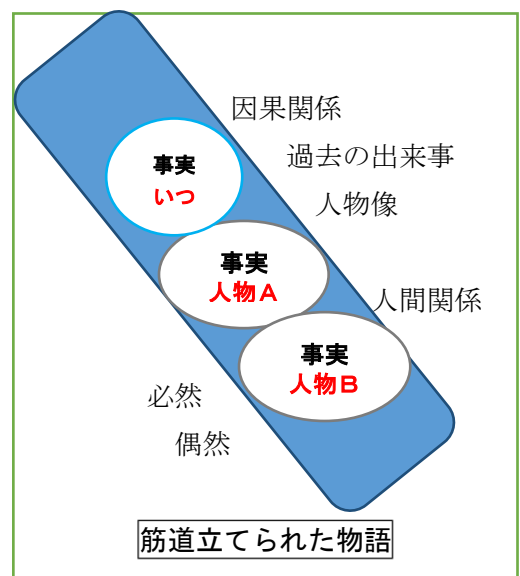 因果関係
過去の出来事
人物像
事実
いつ
事実
人物A
人間関係
事実
人物B
必然
偶然
筋道立てられた物語